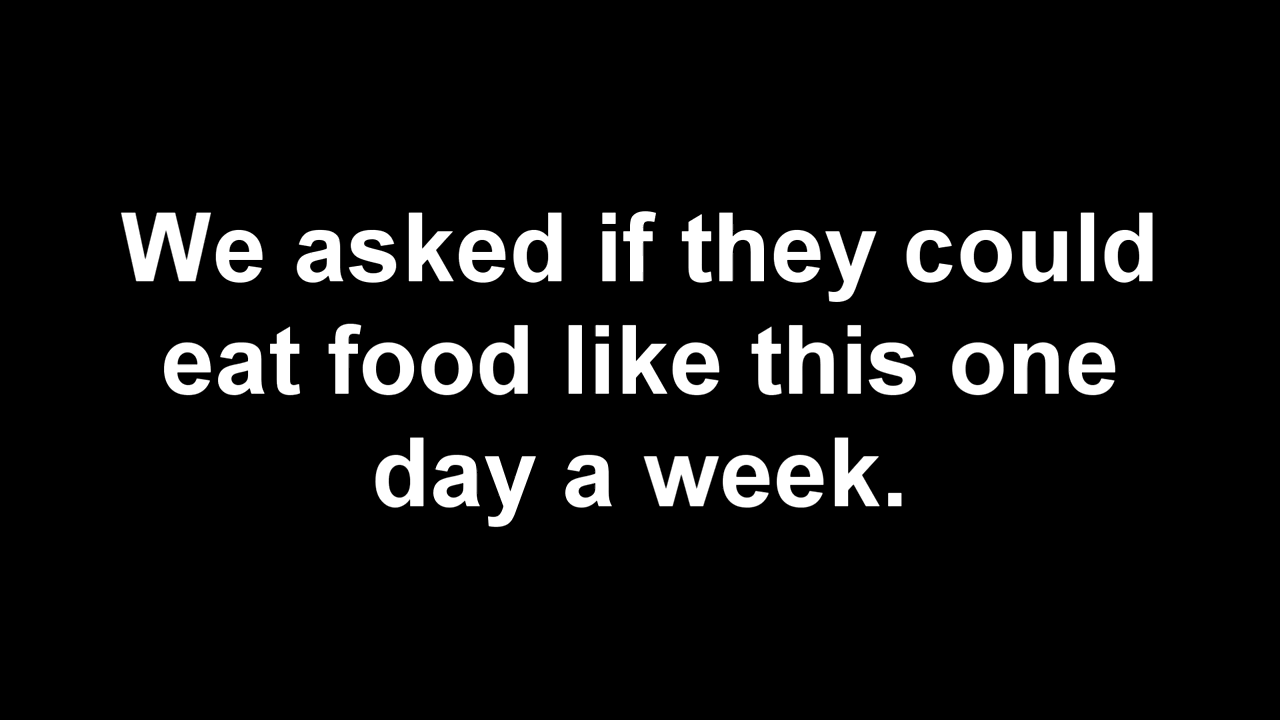 We asked if they could
eat food like this one
day a week.